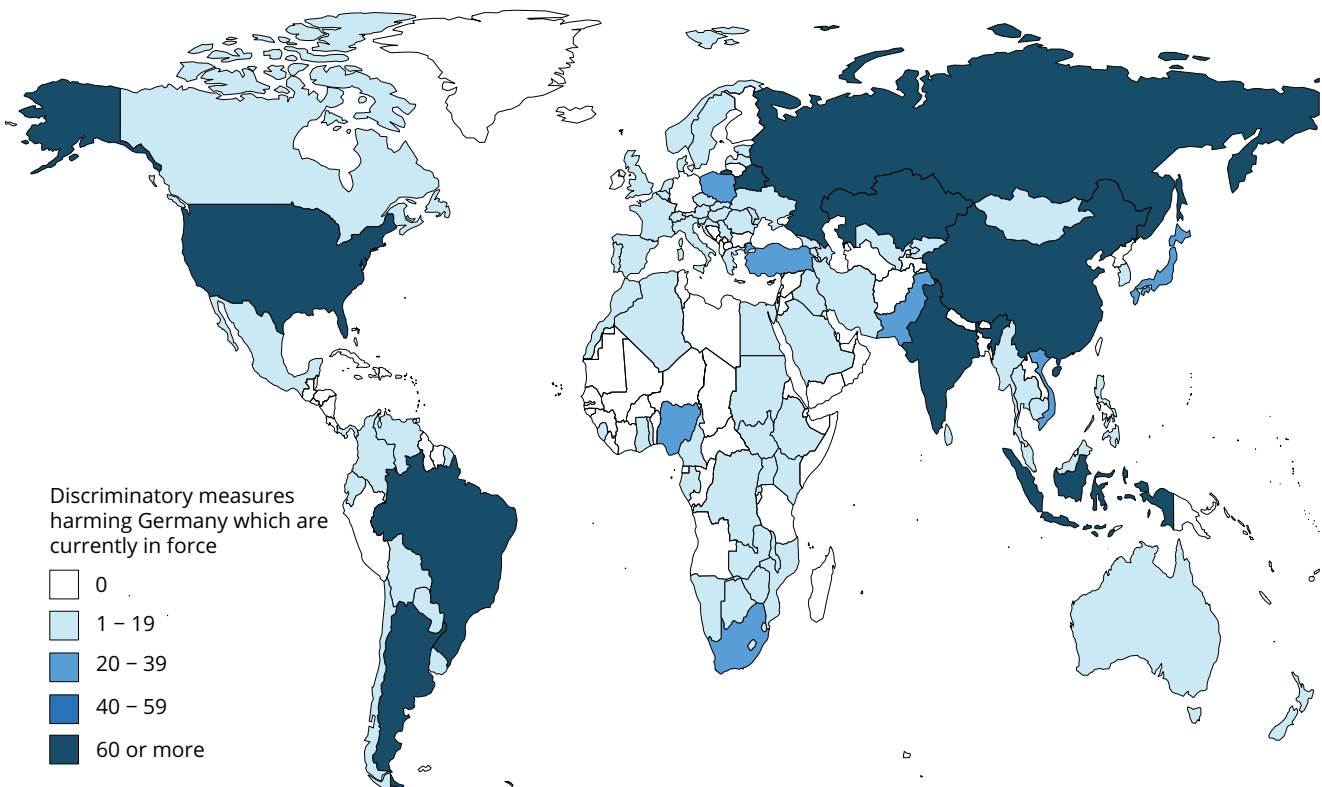 Discriminatory measures
harming Germany which are
currently in force
0
1 – 19
20 – 39
40 – 59
60 or more